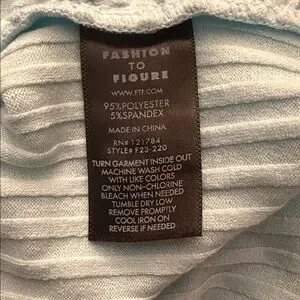 FASHION
TO
FIGURE
WWW.FTF.COM
95%POLYESTER
5%SPANDEX
MADE IN CHINA
RN# 121784
STYLE# F23-220
TURN GARMENT INSIDE OUT
MACHINE WASH COLD
WITH LIKE COLORS
ONLY NON-CHLORINE
BLEACH WHEN NEEDED
TUMBLE DRY LOW
REMOVE PROMPTLY
COOL IRON ON
REVERSE IF NEEDED